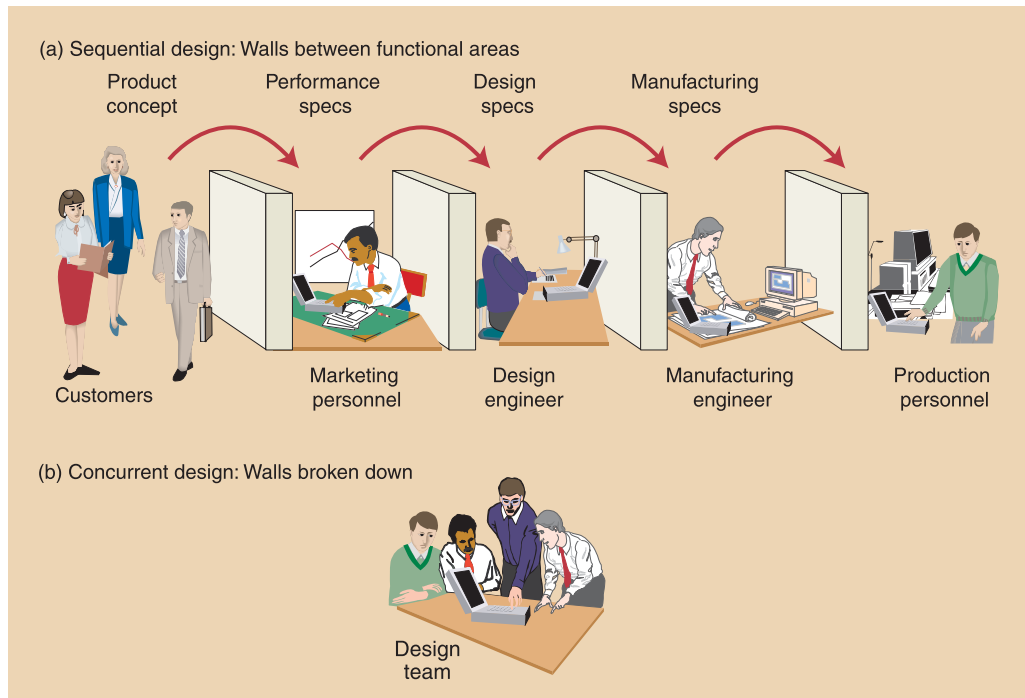 (a) Sequential design: Walls between functional areas
Product
concept
Performance
specs
Design
specs
Manufacturing
specs
Customers
Marketing
personnel
Design
engineer
Manufacturing
engineer
Production
personnel
(b) Concurrent design: Walls broken down
Design
team